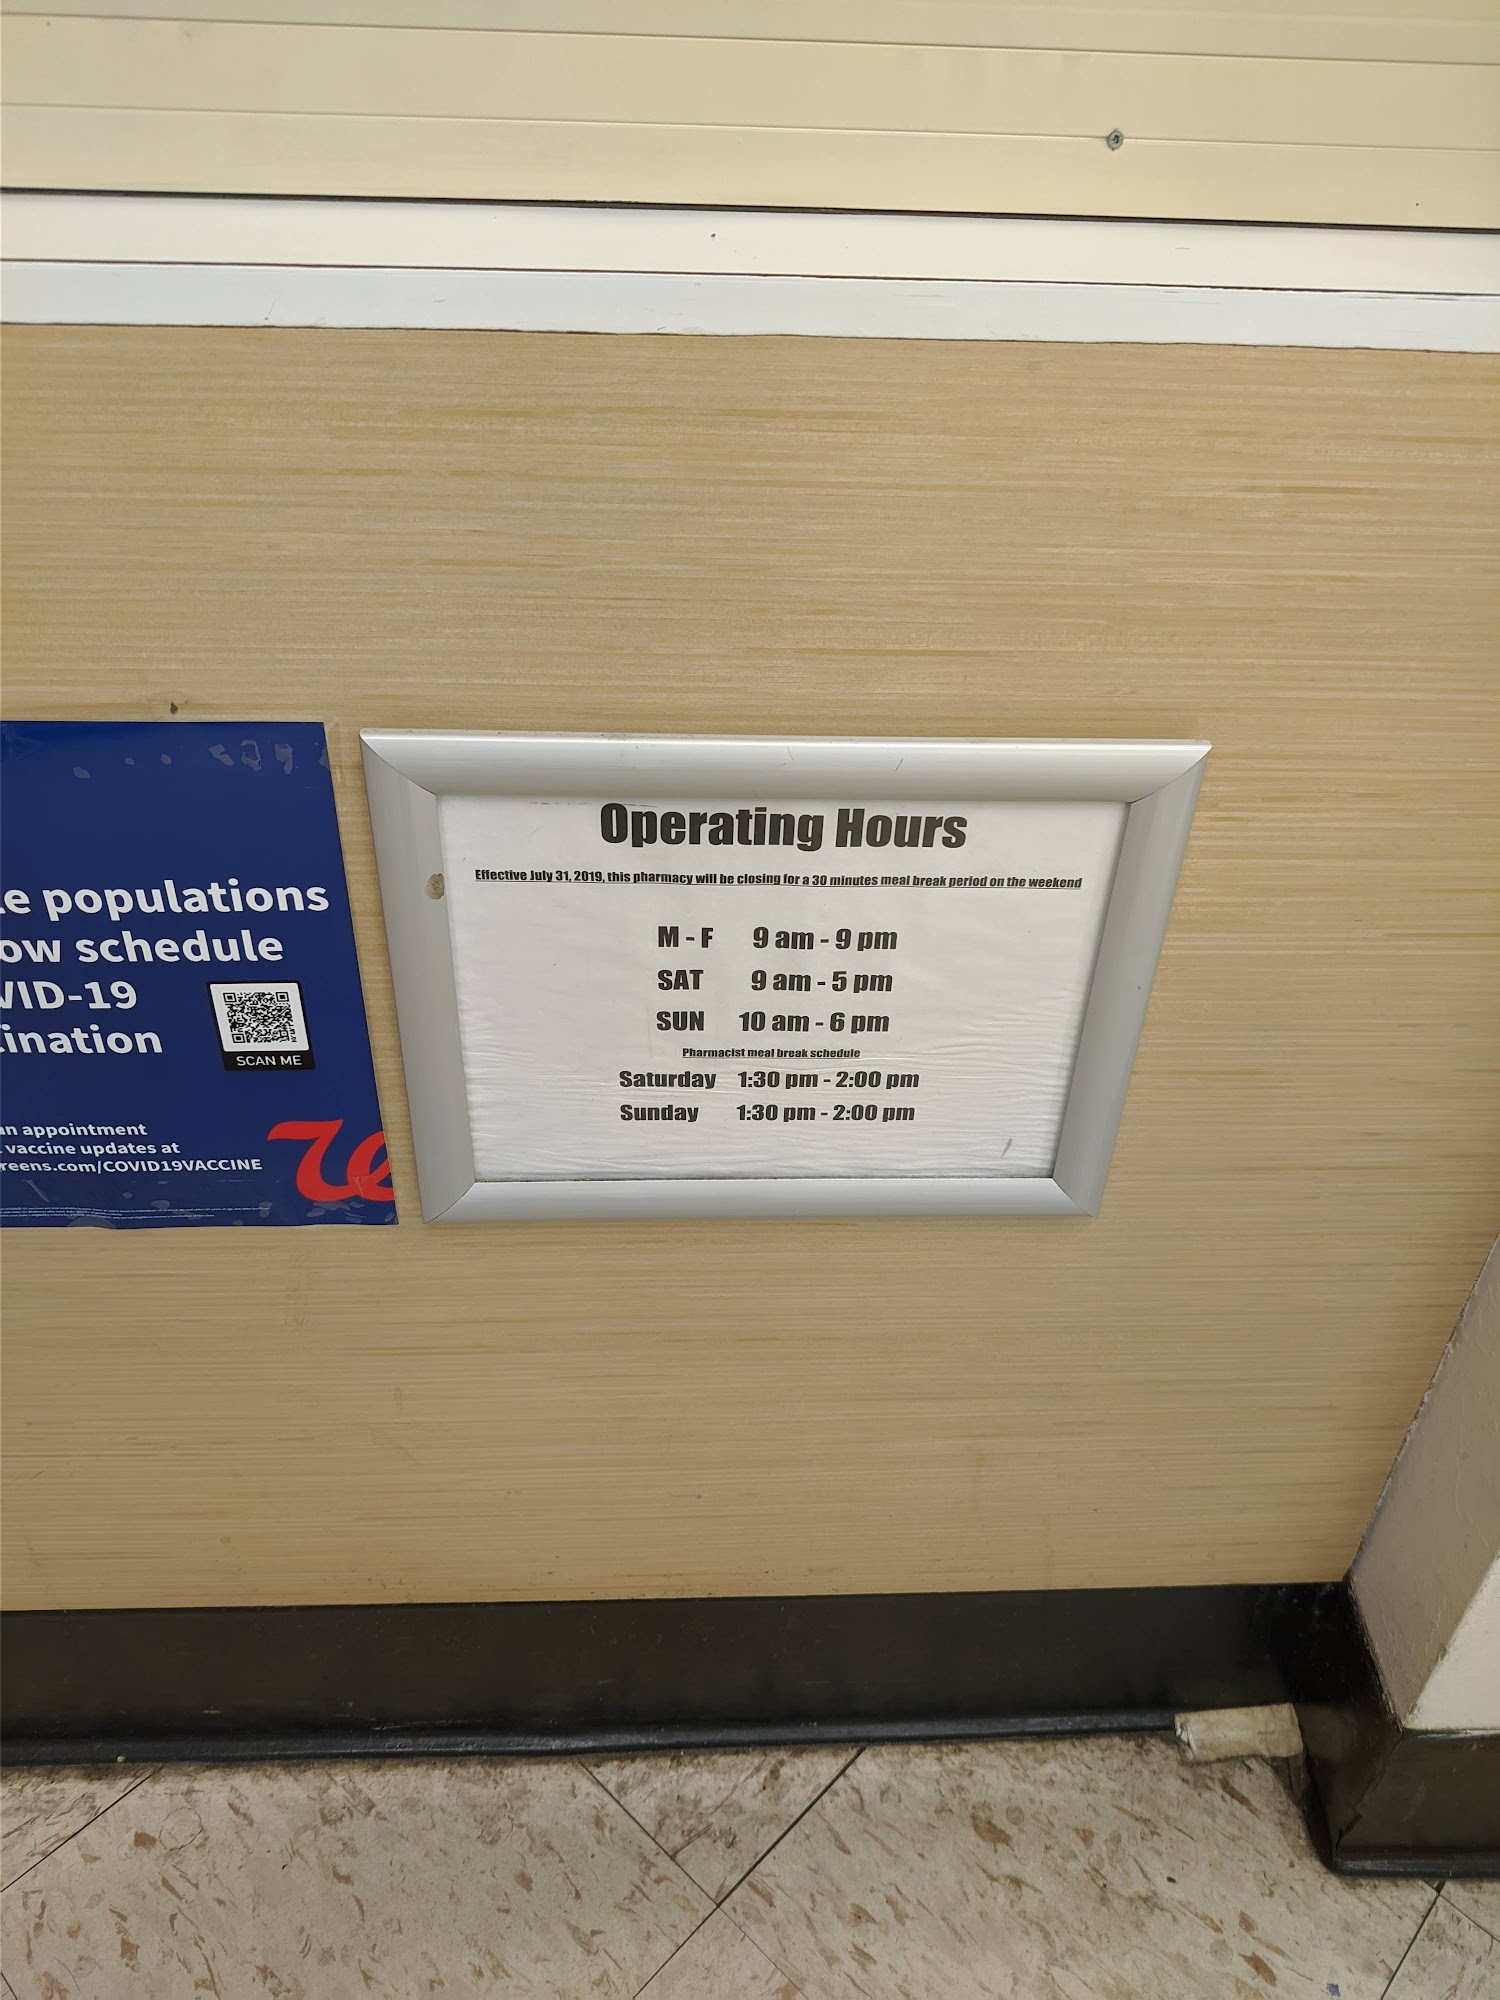 e populations
ow schedule
VID-19
ination
SCAN ME
an appointment
vaccine updates at
reens.com/COVID19VACCINE
Operating Hours
Effective July 31, 2019, this pharmacy will be closing for a 30 minutes meal break period on the weekend
M - F 9 am - 9 pm
SAT 9 am - 5 pm
SUN 10 am - 6 pm
Pharmacist meal break schedule
Saturday 1:30 pm - 2:00 pm
Sunday 1:30 pm - 2:00 pm